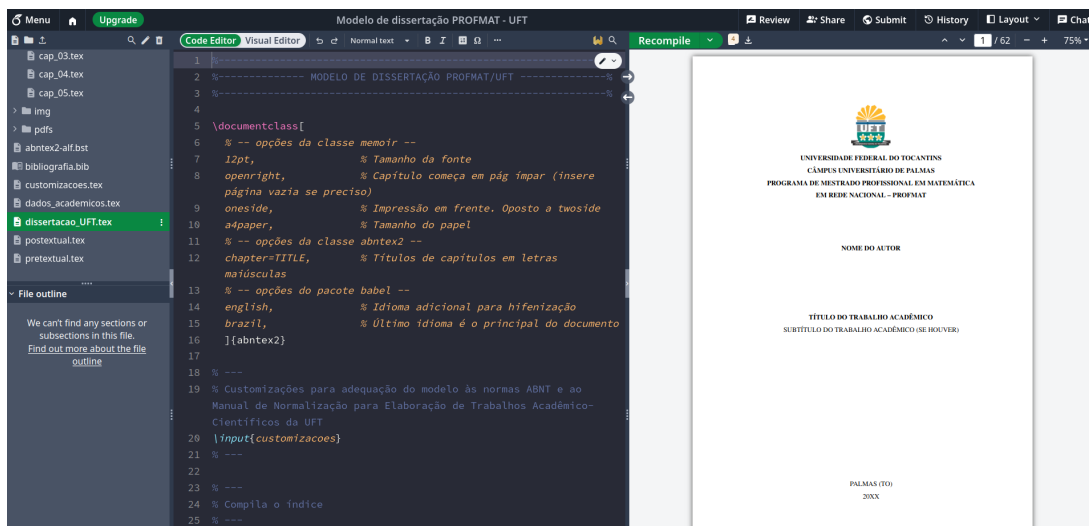 Menu Upgrade Modelo de dissertação PROFMAT - UFT Review Share Submit History Layout Chat
Code Editor Visual Editor Normal text B I Recompile 4 1 / 62 − + 75%
cap_03.tex
cap_04.tex
cap_05.tex
img
pdfs
abntex2-alf.bst
bibliografia.bib
customizacoes.tex
dados_academicos.tex
dissertacao_UFT.tex
postextual.tex
pretextual.tex
File outline
We can't find any sections or
subsections in this file.
Find out more about the file
outline
1 %------------------------------------------------------------------
2 %-------------- MODELO DE DISSERTAÇÃO PROFMAT/UFT --------------%
3 %----------------------------------------------------------------%
4
5 \documentclass[
6 % -- opções da classe memoir --
7 12pt, % Tamanho da fonte
8 openright, % Capítulo começa em pág ímpar (insere
página vazia se preciso)
9 oneside, % Impressão em frente. Oposto a twoside
10 a4paper, % Tamanho do papel
11 % -- opções da classe abntex2 --
12 chapter=TITLE, % Títulos de capítulos em letras
maiúsculas
13 % -- opções do pacote babel --
14 english, % Idioma adicional para hifenização
15 brazil, % Último idioma é o principal do documento
16 ]{abntex2}
17
18 % ---
19 % Customizações para adequação do modelo às normas ABNT e ao
Manual de Normalização para Elaboração de Trabalhos Acadêmico-
Científicos da UFT
20 \input{customizacoes}
21 % ---
22
23 % ---
24 % Compila o índice
25 % ---
UFT
UNIVERSIDADE FEDERAL DO TOCANTINS
CÂMPUS UNIVERSITÁRIO DE PALMAS
PROGRAMA DE MESTRADO PROFISSIONAL EM MATEMÁTICA
EM REDE NACIONAL – PROFMAT
NOME DO AUTOR
TÍTULO DO TRABALHO ACADÊMICO
SUBTÍTULO DO TRABALHO ACADÊMICO (SE HOUVER)
PALMAS (TO)
20XX